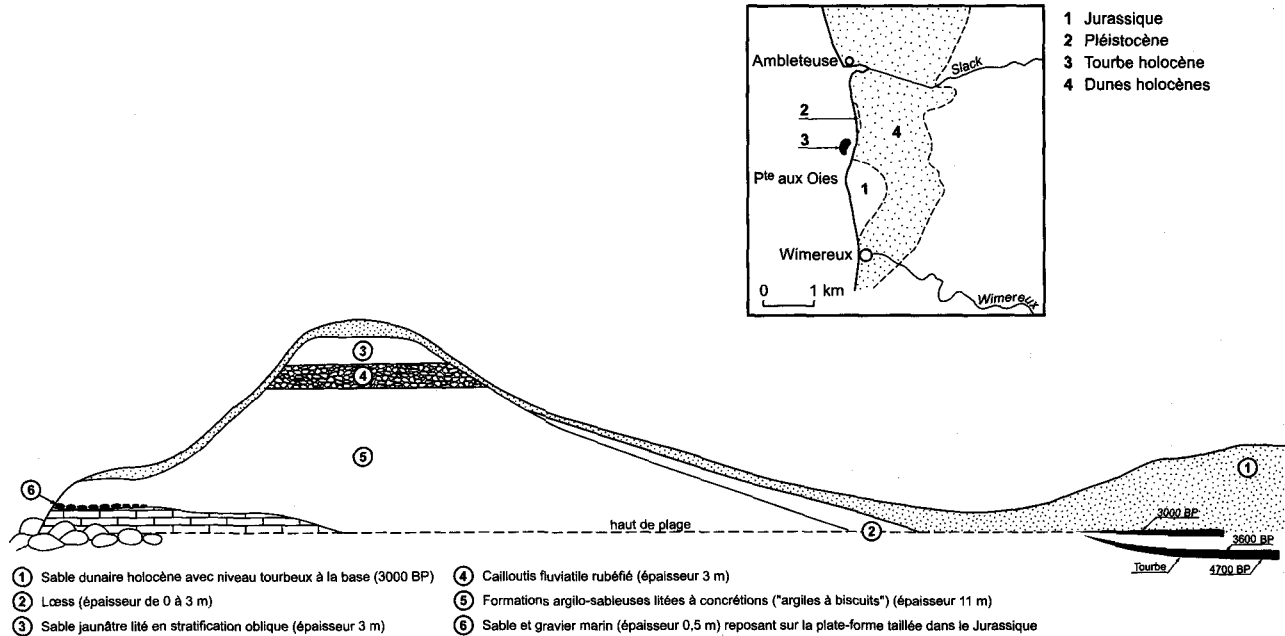 1 Jurassique
2 Pléistocène
3 Tourbe holocène
4 Dunes holocènes
Ambleteuse
Slack
2
4
3
Pte aux Oies
1
Wimereux
0 1 km
Wimereux
3
4
5
6
1
haut de plage
2
3000 BP
3600 BP
Tourbe
4700 BP
1 Sable dunaire holocène avec niveau tourbeux à la base (3000 BP)
2 Lœss (épaisseur de 0 à 3 m)
3 Sable jaunâtre lité en stratification oblique (épaisseur 3 m)
4 Cailloutis fluviatile rubéfié (épaisseur 3 m)
5 Formations argilo-sableuses litées à concrétions ("argiles à biscuits") (épaisseur 11 m)
6 Sable et gravier marin (épaisseur 0,5 m) reposant sur la plate-forme taillée dans le Jurassique